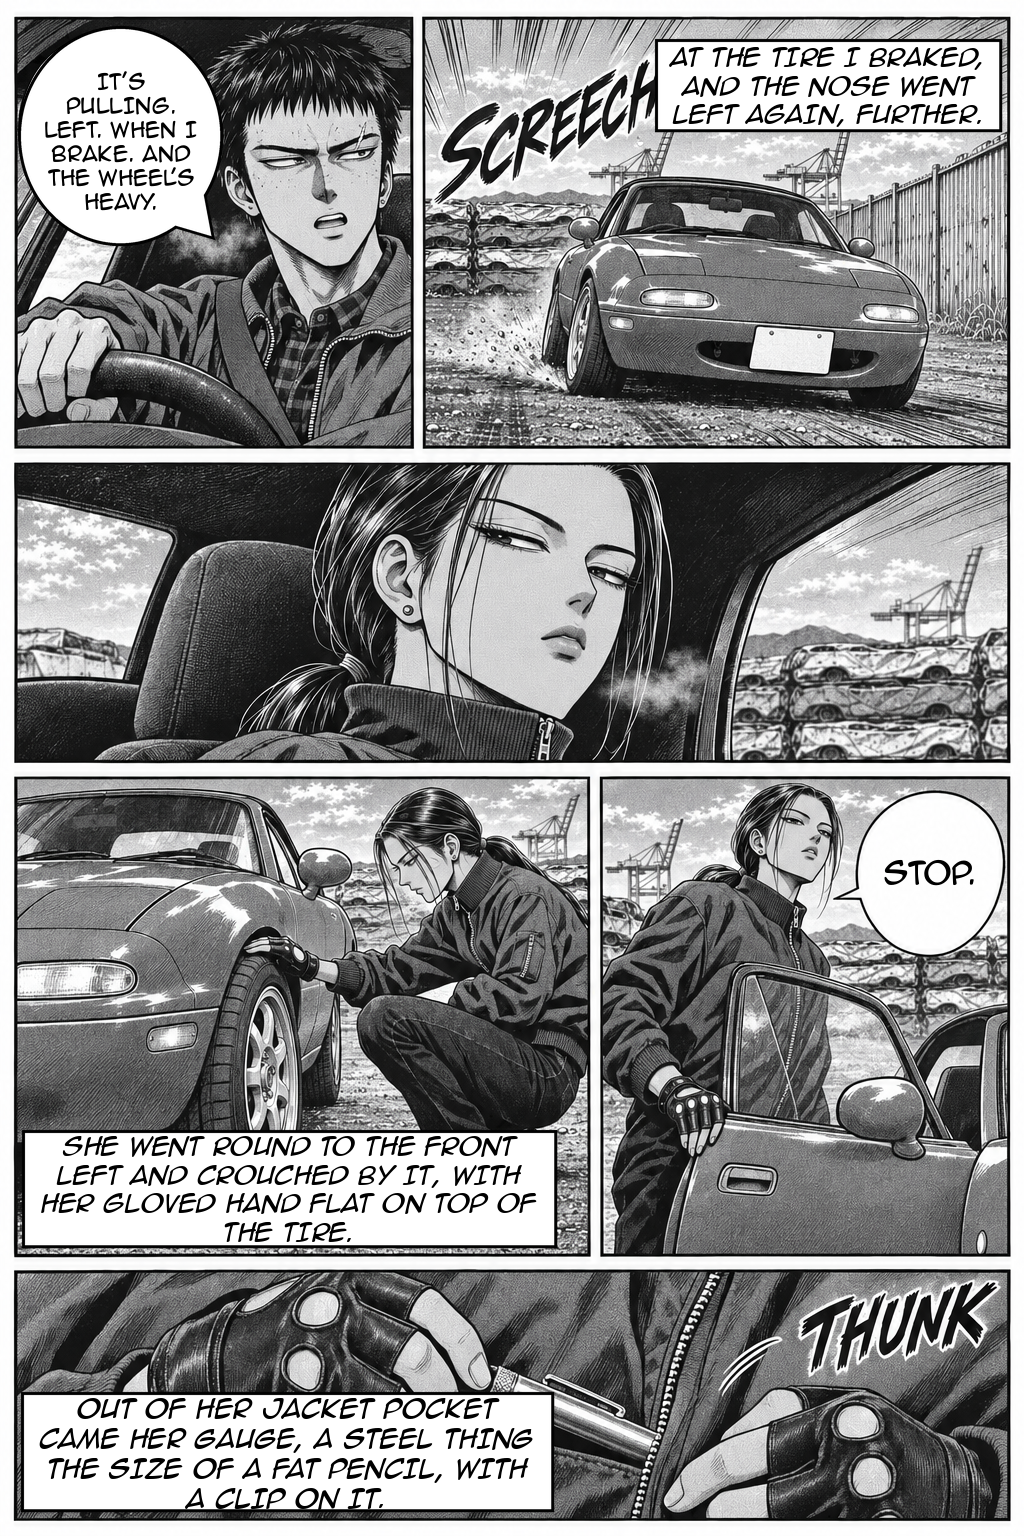 IT'S
PULLING.
LEFT. WHEN I
BRAKE. AND
THE WHEEL'S
HEAVY.
SCREECH
AT THE TIRE I BRAKED,
AND THE NOSE WENT
LEFT AGAIN, FURTHER.
SHE WENT ROUND TO THE FRONT
LEFT AND CROUCHED BY IT, WITH
HER GLOVED HAND FLAT ON TOP OF
THE TIRE.
STOP.
OUT OF HER JACKET POCKET
CAME HER GAUGE, A STEEL THING
THE SIZE OF A FAT PENCIL, WITH
A CLIP ON IT.
THUNK